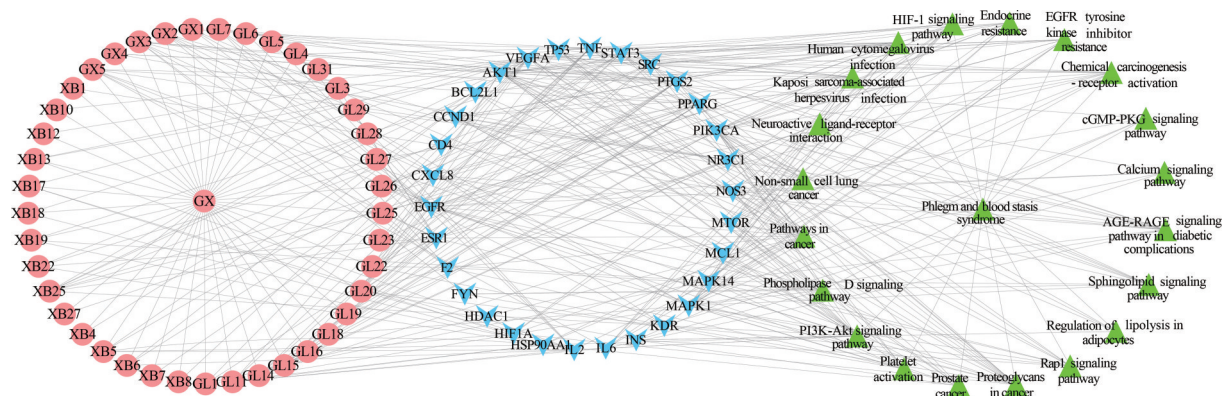 GX
GX1
GL7
GL6
GL5
GL4
GL31
GL3
GL29
GL28
GL27
GL26
GL25
GL23
GL22
GL20
GL19
GL18
GL16
GL15
GL14
GL11
GL1
XB8
XB7
XB6
XB5
XB4
XB27
XB25
XB22
XB19
XB18
XB17
XB13
XB12
XB10
XB1
GX5
GX4
GX3
GX2
TNF
STAT3
SRC
PTGS2
PPARG
PIK3CA
NR3C1
NOS3
MTOR
MCL1
MAPK14
MAPK1
KDR
INS
IL6
IL2
HSP90AA1
HIF1A
HDAC1
FYN
F2
ESR1
EGFR
CXCL8
CD4
CCND1
BCL2L1
AKT1
VEGFA
TP53
HIF-1 signaling
pathway
Endocrine
resistance
EGFR tyrosine
kinase inhibitor
resistance
Chemical carcinogenesis
- receptor activation
cGMP-PKG signaling
pathway
Calcium signaling
pathway
AGE-RAGE signaling
pathway in diabetic
complications
Sphingolipid signaling
pathway
Regulation of lipolysis in
adipocytes
Rap1 signaling
pathway
Proteoglycans
in cancer
Prostate
cancer
Platelet
activation
PI3K-Akt signaling
pathway
Phospholipase D signaling
pathway
Pathways in
cancer
Non-small cell lung
cancer
Neuroactive ligand-receptor
interaction
Kaposi sarcoma-associated
herpesvirus infection
Human cytomegalovirus
infection
Phlegm and blood stasis
syndrome